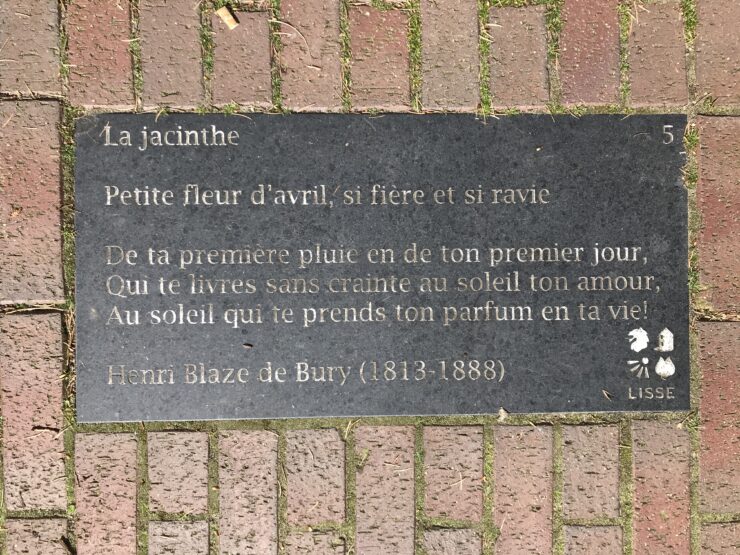 La jacinthe 5
Petite fleur d'avril, si fière et si ravie
De ta première pluie en de ton premier jour,
Qui te livres sans crainte au soleil ton amour,
Au soleil qui te prends ton parfum en ta vie!
Henri Blaze de Bury (1813-1888)
LISSE